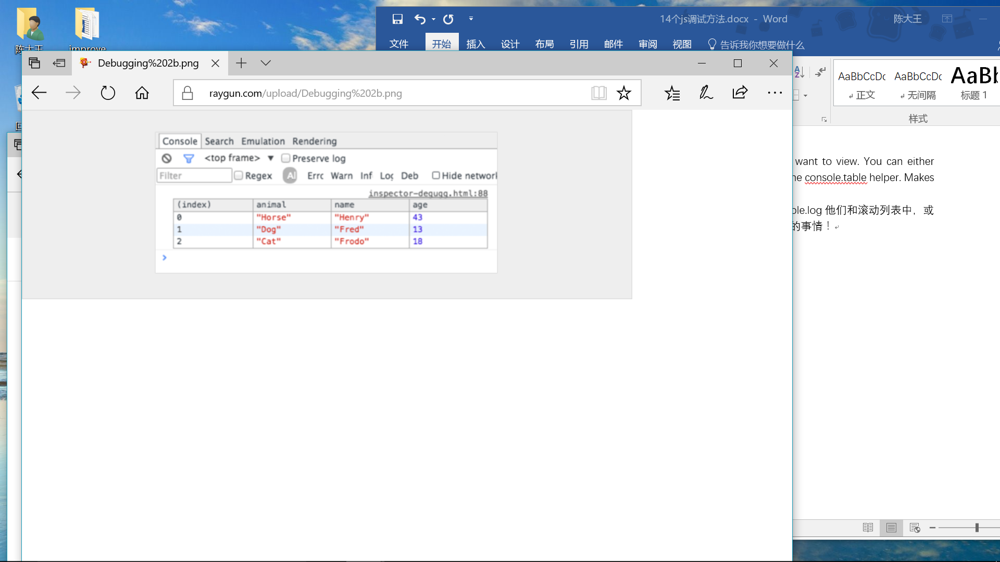 14个js调试方法.docx - Word
陈大王
文件 开始 插入 设计 布局 引用 邮件 审阅 视图 告诉我你想要做什么
陈大王 improve
Debugging%202b.png
raygun.com/upload/Debugging%202b.png
AaBbCcDc AaBbCcDc AaBb
正文 无间隔 标题 1
样式
Console Search Emulation Rendering
<top frame> ▼ Preserve log
Filter Regex Al Errc Warn Inf Log Deb Hide network
inspector-degugg.html:88
(index) animal name age
0 "Horse" "Henry" 43
1 "Dog" "Fred" 13
2 "Cat" "Frodo" 18
want to view. You can either
console.table helper. Makes
.log 他们和滚动列表中，或
的事情！